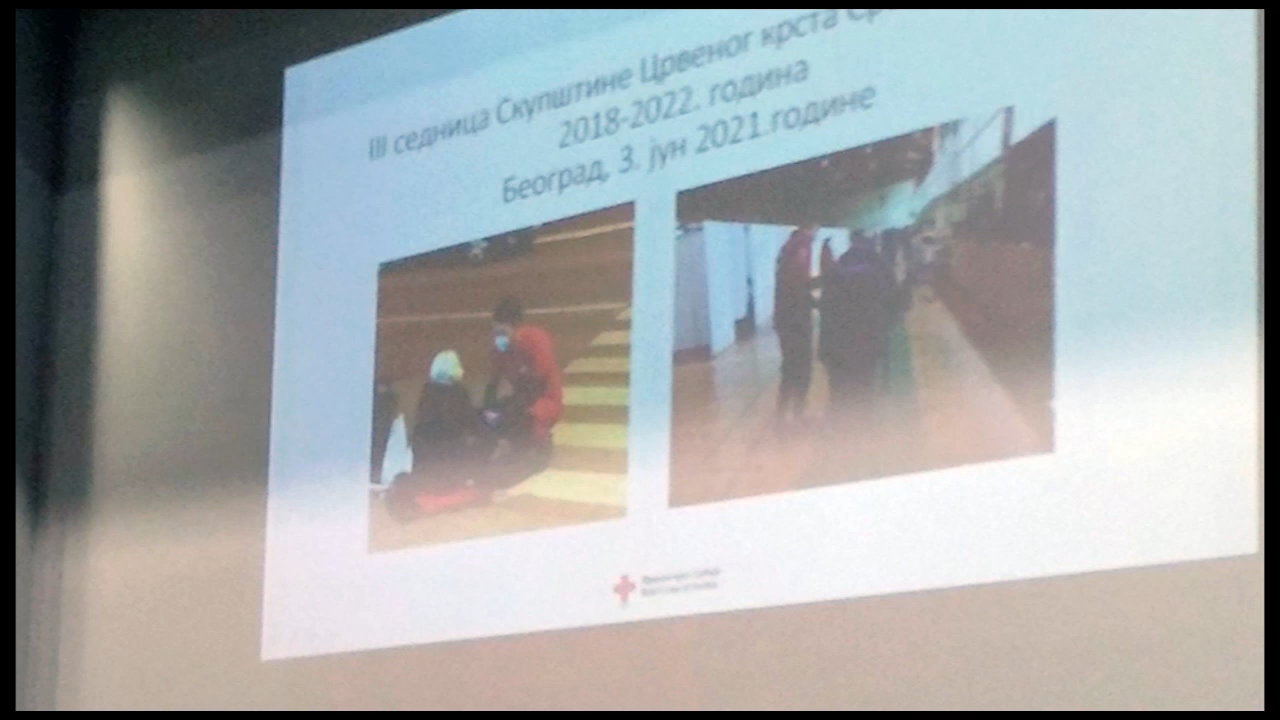 III седница Скупштине Црвеног крста
2018-2022. година
Београд, 3. јун 2021.године